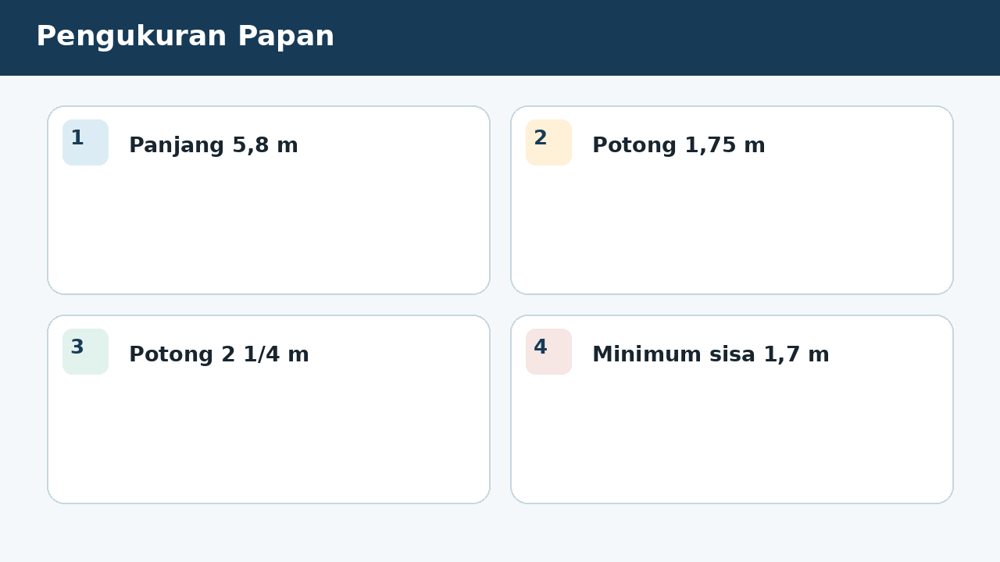 Pengukuran Papan
1
Panjang 5,8 m
2
Potong 1,75 m
3
Potong 2 1/4 m
4
Minimum sisa 1,7 m